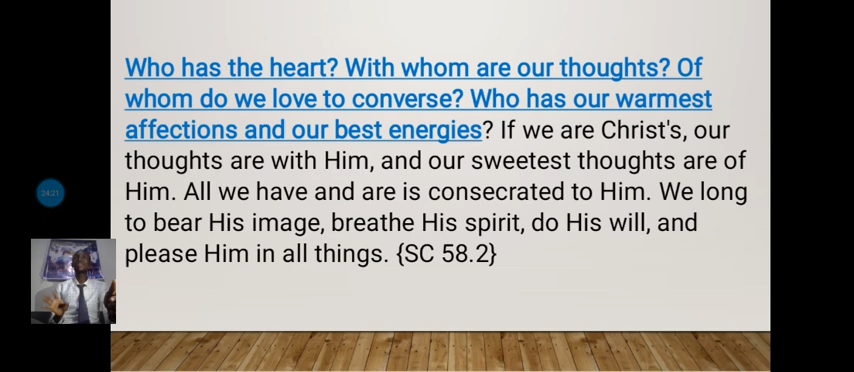 Who has the heart? With whom are our thoughts? Of
whom do we love to converse? Who has our warmest
affections and our best energies? If we are Christ's, our
thoughts are with Him, and our sweetest thoughts are of
Him. All we have and are is consecrated to Him. We long
to bear His image, breathe His spirit, do His will, and
please Him in all things. {SC 58.2}
24:21